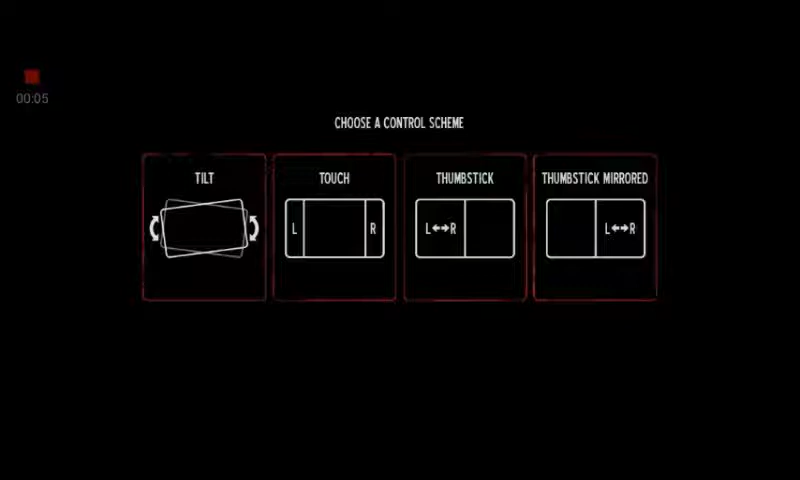 00:05
CHOOSE A CONTROL SCHEME
TILT
TOUCH
THUMBSTICK
THUMBSTICK MIRRORED
L
R
L↔R
L↔R